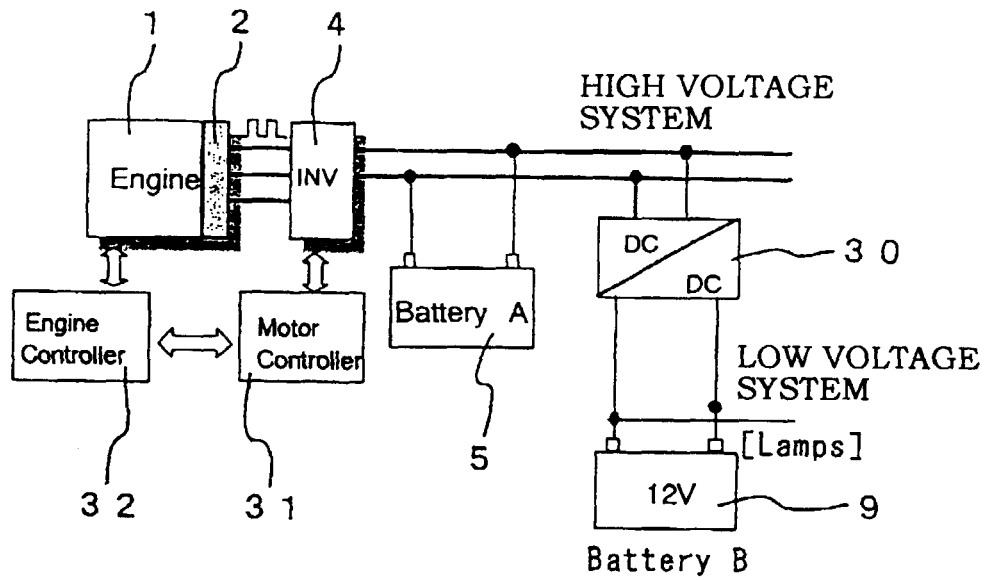 1
2
4
HIGH VOLTAGE
SYSTEM
Engine
INV
DC
DC
3 0
Engine
Controller
Motor
Controller
Battery A
LOW VOLTAGE
SYSTEM
5
[Lamps]
3 2
3 1
12V
9
Battery B